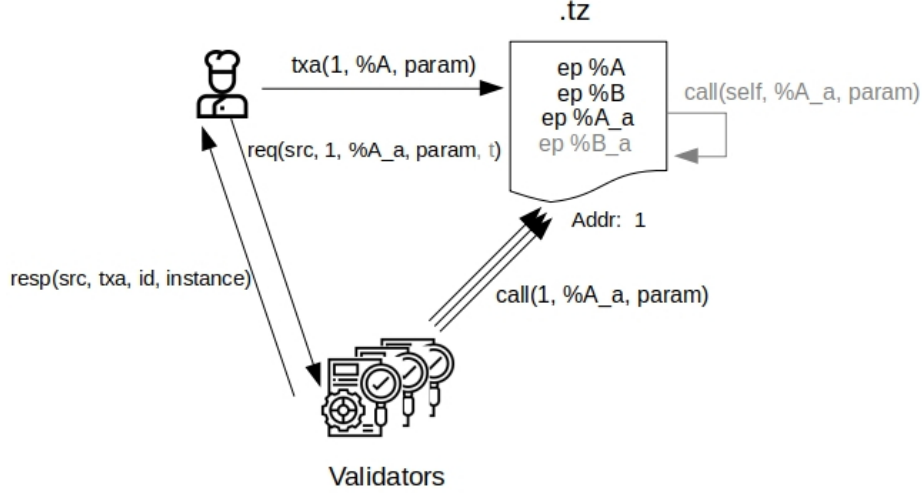 .tz
txa(1, %A, param)
ep %A
ep %B
ep %A_a
ep %B_a
call(self, %A_a, param)
req(src, 1, %A_a, param, t)
Addr: 1
resp(src, txa, id, instance)
call(1, %A_a, param)
Validators